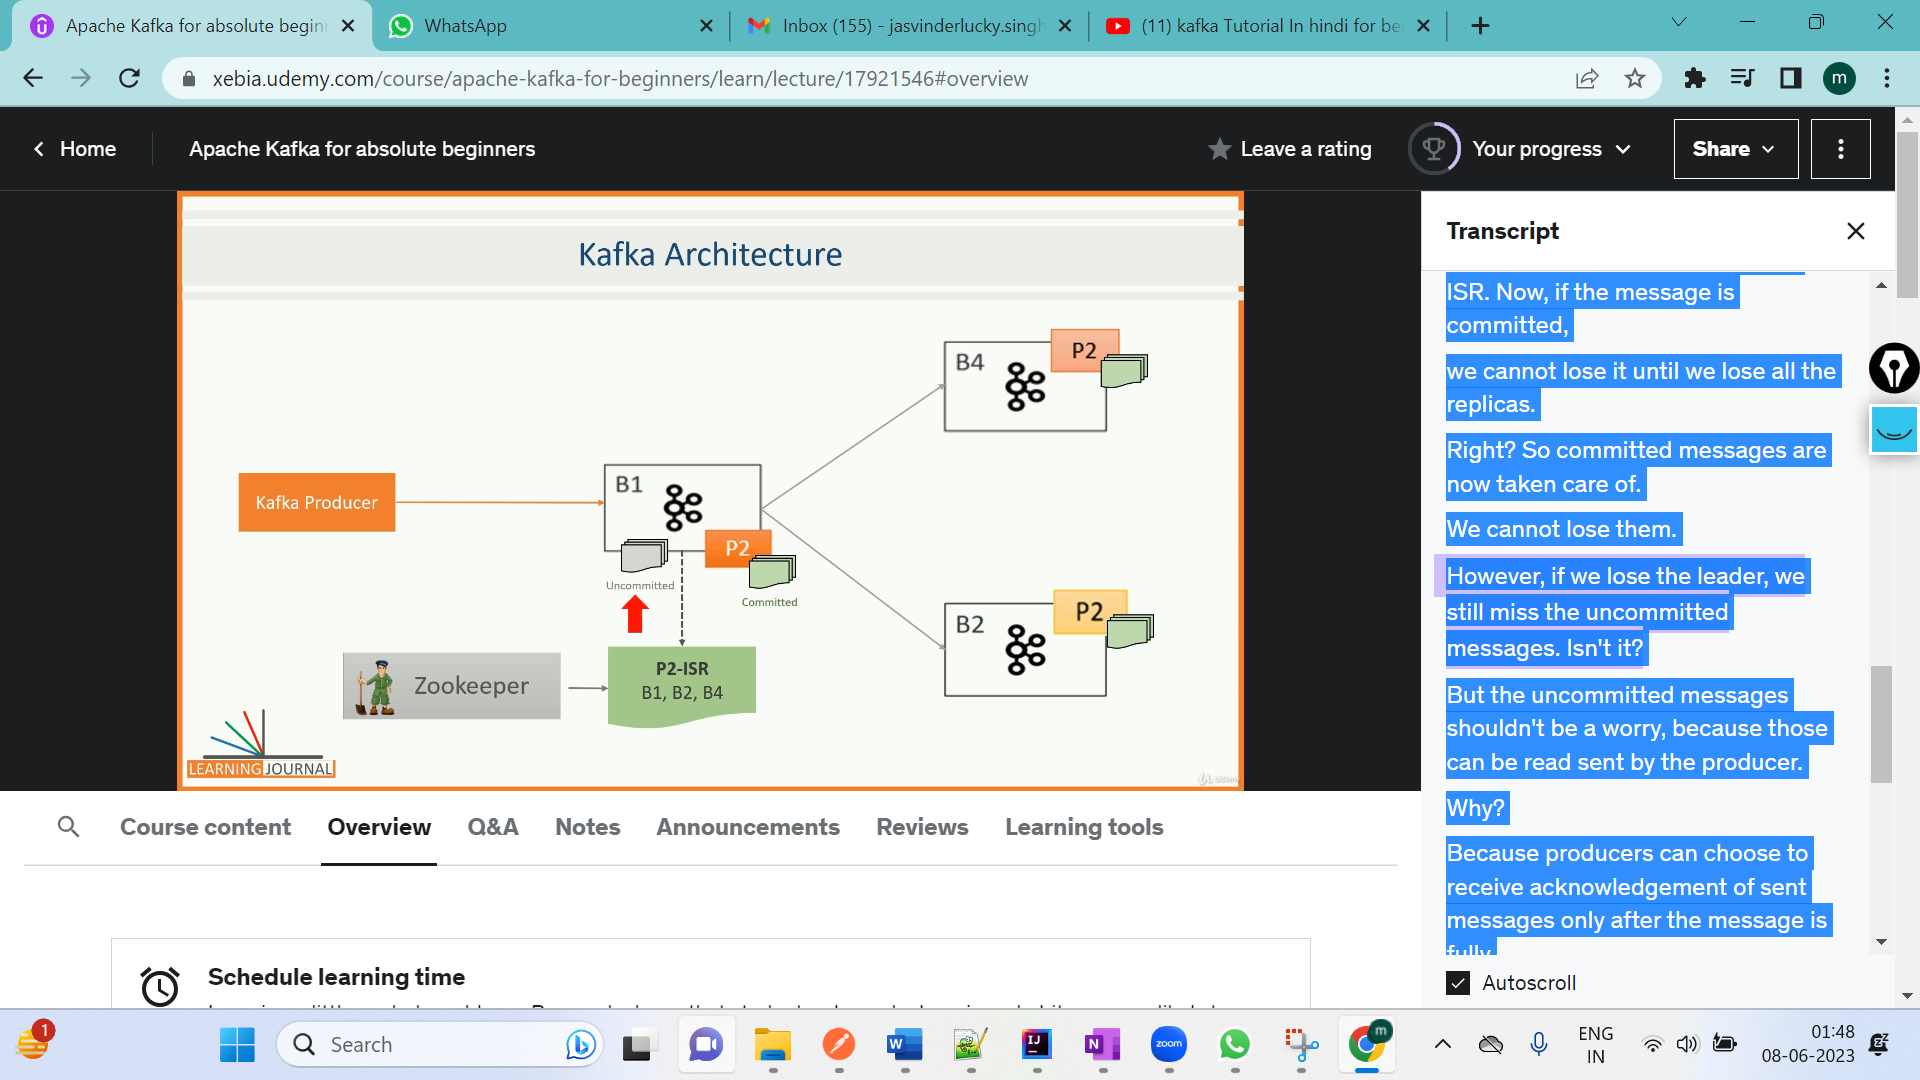 Apache Kafka for absolute begin
WhatsApp
Inbox (155) - jasvinderlucky.singh
(11) kafka Tutorial In hindi for be
xebia.udemy.com/course/apache-kafka-for-beginners/learn/lecture/17921546#overview
m
Home
Apache Kafka for absolute beginners
Leave a rating
Your progress
Share
Kafka Architecture
B4
P2
Kafka Producer
B1
P2
Uncommitted
Committed
B2
P2
Zookeeper
P2-ISR
B1, B2, B4
LEARNING JOURNAL
Transcript
ISR. Now, if the message is
committed,
we cannot lose it until we lose all the
replicas.
Right? So committed messages are
now taken care of.
We cannot lose them.
However, if we lose the leader, we
still miss the uncommitted
messages. Isn't it?
But the uncommitted messages
shouldn't be a worry, because those
can be read sent by the producer.
Why?
Because producers can choose to
receive acknowledgement of sent
messages only after the message is
fully
Autoscroll
Course content
Overview
Q&A
Notes
Announcements
Reviews
Learning tools
Schedule learning time
1
Search
W
IJ
N
zoom
m
ENG
IN
01:48
08-06-2023